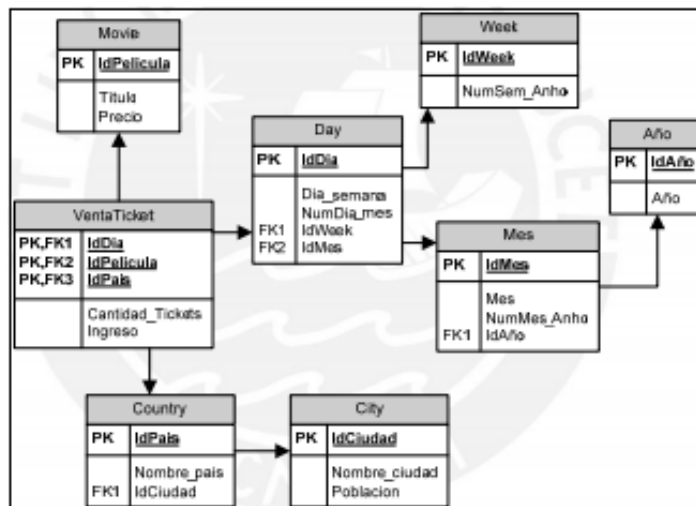 Movie
PK IdPelicula
Titulo
Precio
Week
PK IdWeek
NumSem_Anho
Day
PK IdDia
Dia_semana
NumDia_mes
FK1 IdWeek
FK2 IdMes
Año
PK IdAño
Año
VentaTicket
PK,FK1 IdDia
PK,FK2 IdPelicula
PK,FK3 IdPais
Cantidad_Tickets
Ingreso
Mes
PK IdMes
Mes
NumMes_Anho
FK1 IdAño
Country
PK IdPais
Nombre_pais
FK1 IdCiudad
City
PK IdCiudad
Nombre_ciudad
Poblacion